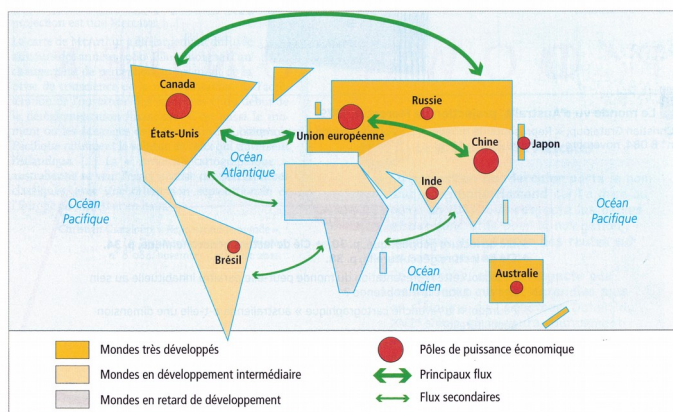 Canada
États-Unis
Russie
Union européenne
Chine
Japon
Océan
Atlantique
Inde
Océan
Pacifique
Océan
Pacifique
Brésil
Océan
Indien
Australie
Mondes très développés
Mondes en développement intermédiaire
Mondes en retard de développement
Pôles de puissance économique
Principaux flux
Flux secondaires